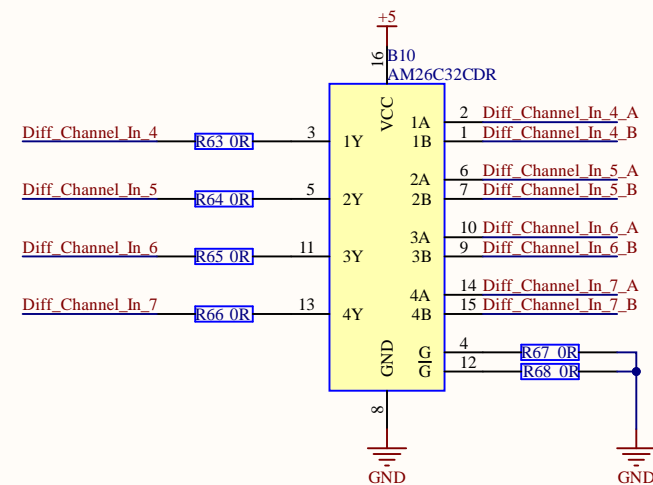 +5
16
B10
AM26C32CDR
VCC
Diff_Channel_In_4
R63 0R
3
1Y
1A
2
Diff_Channel_In_4_A
1B
1
Diff_Channel_In_4_B
Diff_Channel_In_5
R64 0R
5
2Y
2A
6
Diff_Channel_In_5_A
2B
7
Diff_Channel_In_5_B
Diff_Channel_In_6
R65 0R
11
3Y
3A
10
Diff_Channel_In_6_A
3B
9
Diff_Channel_In_6_B
Diff_Channel_In_7
R66 0R
13
4Y
4A
14
Diff_Channel_In_7_A
4B
15
Diff_Channel_In_7_B
GND
G
4
R67 0R
G
12
R68 0R
8
GND
GND